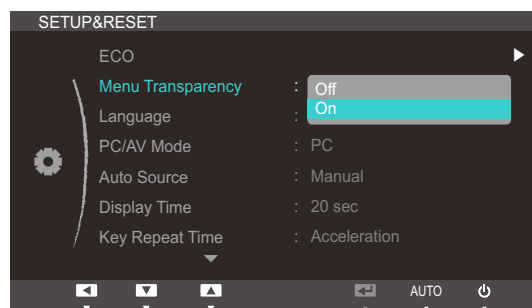 SETUP&RESET
ECO
Menu Transparency : Off
On
Language :
PC/AV Mode : PC
Auto Source : Manual
Display Time : 20 sec
Key Repeat Time : Acceleration
AUTO